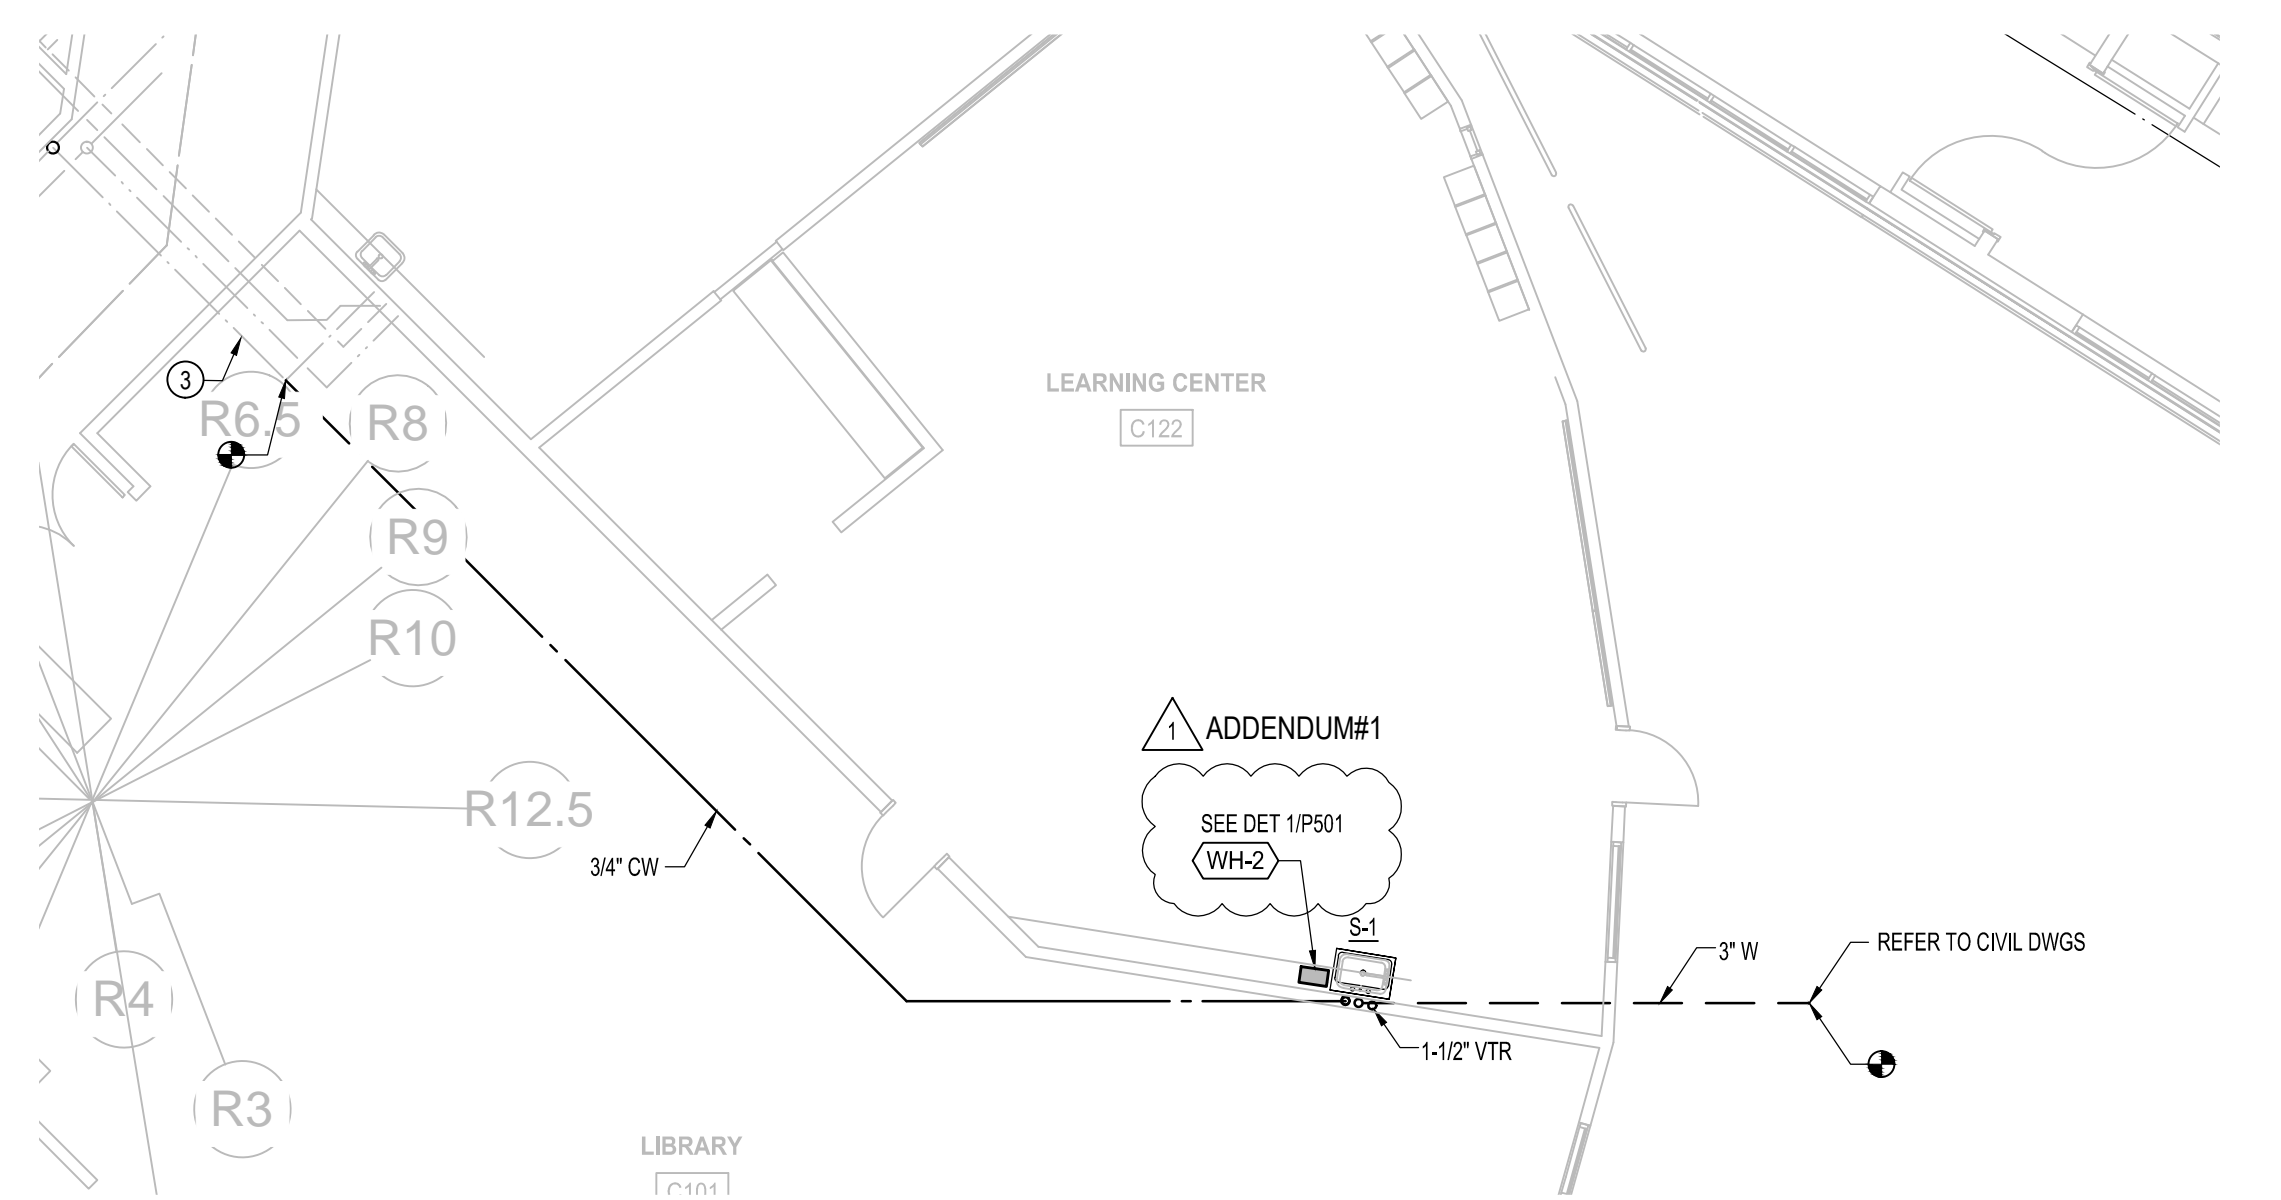 3
R6.5
R8
LEARNING CENTER
C122
R9
R10
1 ADDENDUM#1
R12.5
SEE DET 1/P501
WH-2
3/4" CW
S-1
3" W
REFER TO CIVIL DWGS
R4
1-1/2" VTR
R3
LIBRARY
C101